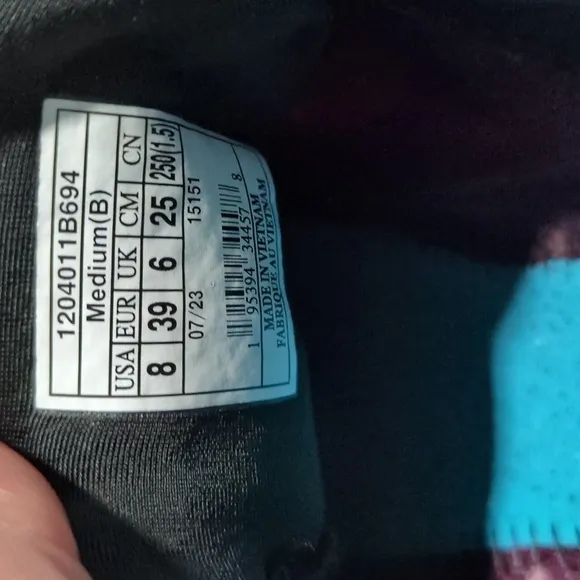 1204011B694
Medium(B)
USA EUR UK CM CN
8 39 6 25 250(1.5)
07/23 15151
1 95394 34457 8
MADE IN VIETNAM
FABRIQUE AU VIETNAM